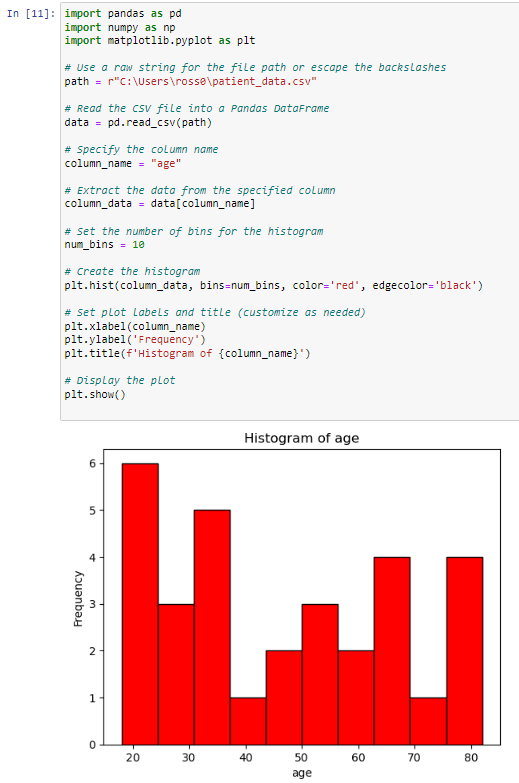 In [11]: import pandas as pd
import numpy as np
import matplotlib.pyplot as plt
# Use a raw string for the file path or escape the backslashes
path = r"C:\Users\ross0\patient_data.csv"
# Read the CSV file into a Pandas DataFrame
data = pd.read_csv(path)
# Specify the column name
column_name = "age"
# Extract the data from the specified column
column_data = data[column_name]
# Set the number of bins for the histogram
num_bins = 10
# Create the histogram
plt.hist(column_data, bins=num_bins, color='red', edgecolor='black')
# Set plot labels and title (customize as needed)
plt.xlabel(column_name)
plt.ylabel('Frequency')
plt.title(f'Histogram of {column_name}')
# Display the plot
plt.show()
Histogram of age
6
5
4
3
2
1
0
Frequency
20 30 40 50 60 70 80
age